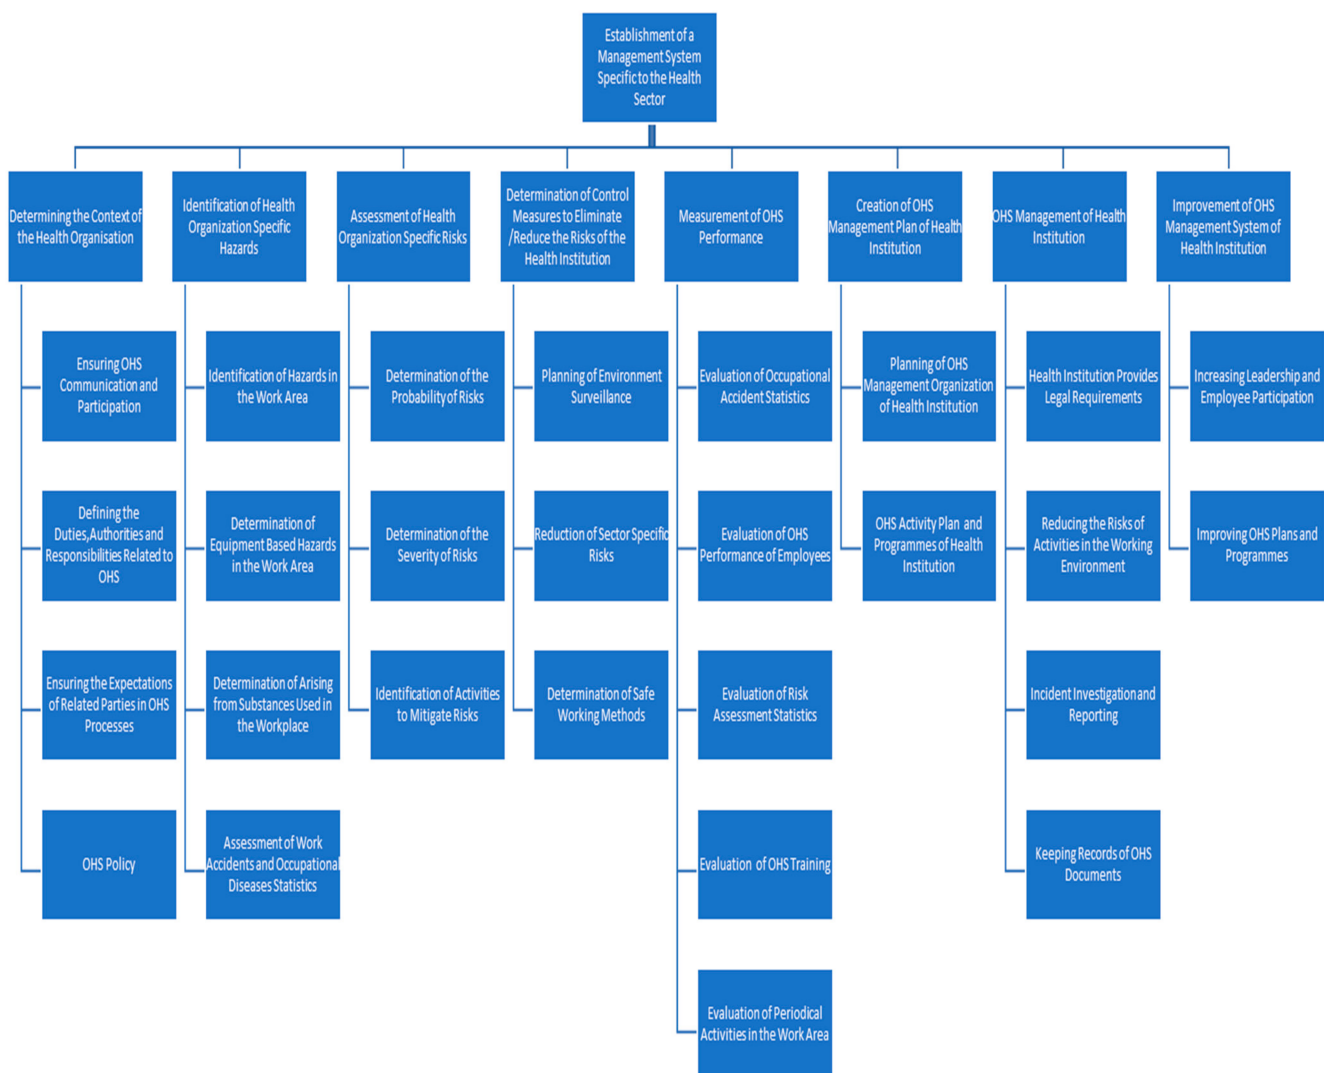 Establishment of a
Management System
Specific to the Health
Sector
Determining the Context of
the Health Organisation
Identification of Health
Organization Specific
Hazards
Assessment of Health
Organization Specific Risks
Determination of Control
Measures to Eliminate
/Reduce the Risks of the
Health Institution
Measurement of OHS
Performance
Creation of OHS
Management Plan of Health
Institution
OHS Management of Health
Institution
Improvement of OHS
Management System of
Health Institution
Ensuring OHS
Communication and
Participation
Identification of Hazards in
the Work Area
Determination of the
Probability of Risks
Planning of Environment
Surveillance
Evaluation of Occupational
Accident Statistics
Planning of OHS
Management Organization
of Health Institution
Health Institution Provides
Legal Requirements
Increasing Leadership and
Employee Participation
Defining the
Duties,Authorities and
Responsibilities Related to
OHS
Determination of
Equipment Based Hazards
in the Work Area
Determination of the
Severity of Risks
Reduction of Sector Specific
Risks
Evaluation of OHS
Performance of Employees
OHS Activity Plan and
Programmes of Health
Institution
Reducing the Risks of
Activities in the Working
Environment
Improving OHS Plans and
Programmes
Ensuring the Expectations
of Related Parties in OHS
Processes
Determination of Arising
from Substances Used in
the Workplace
Identification of Activities
to Mitigate Risks
Determination of Safe
Working Methods
Evaluation of Risk
Assessment Statistics
Incident Investigation and
Reporting
OHS Policy
Assessment of Work
Accidents and Occupational
Diseases Statistics
Evaluation of OHS Training
Keeping Records of OHS
Documents
Evaluation of Periodical
Activities in the Work Area